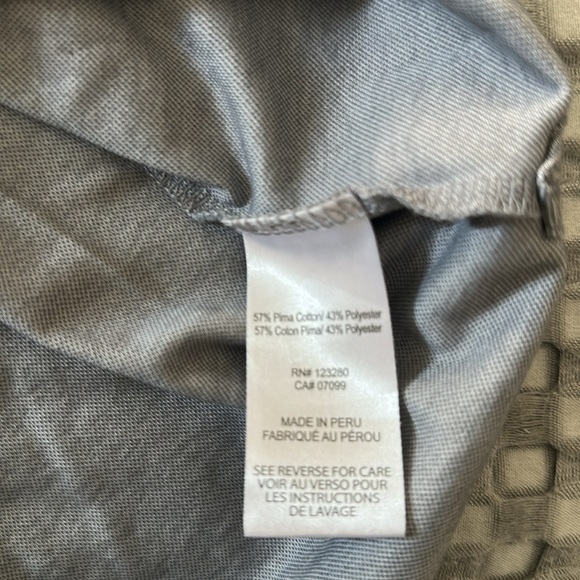 57% Pima Cotton/ 43% Polyester
57% Coton Pima/ 43% Polyester
RN# 123280
CA# 07099
MADE IN PERU
FABRIQUÉ AU PÉROU
SEE REVERSE FOR CARE
VOIR AU VERSO POUR
LES INSTRUCTIONS
DE LAVAGE